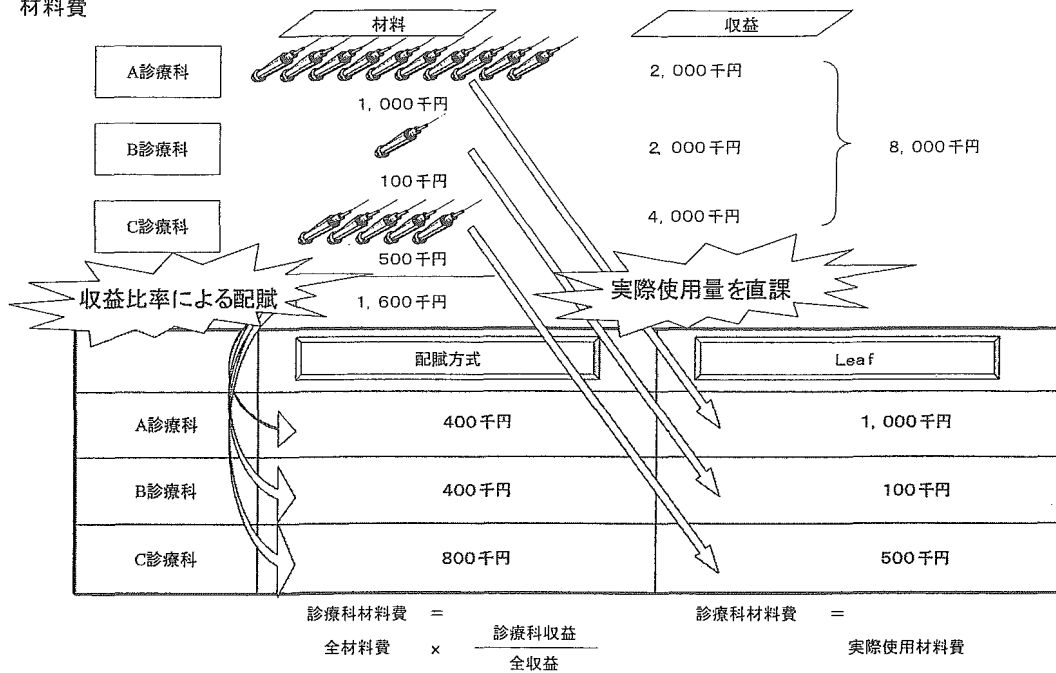 材料費
材料 収益
A診療科 2,000千円
1,000千円
B診療科 2,000千円 8,000千円
100千円
C診療科 4,000千円
500千円
収益比率による配賦 実際使用量を直課
1,600千円
配賦方式 Leaf
A診療科 400千円 1,000千円
B診療科 400千円 100千円
C診療科 800千円 500千円
診療科材料費 = 診療科材料費 =
全材料費 × 診療科収益 実際使用材料費
全収益